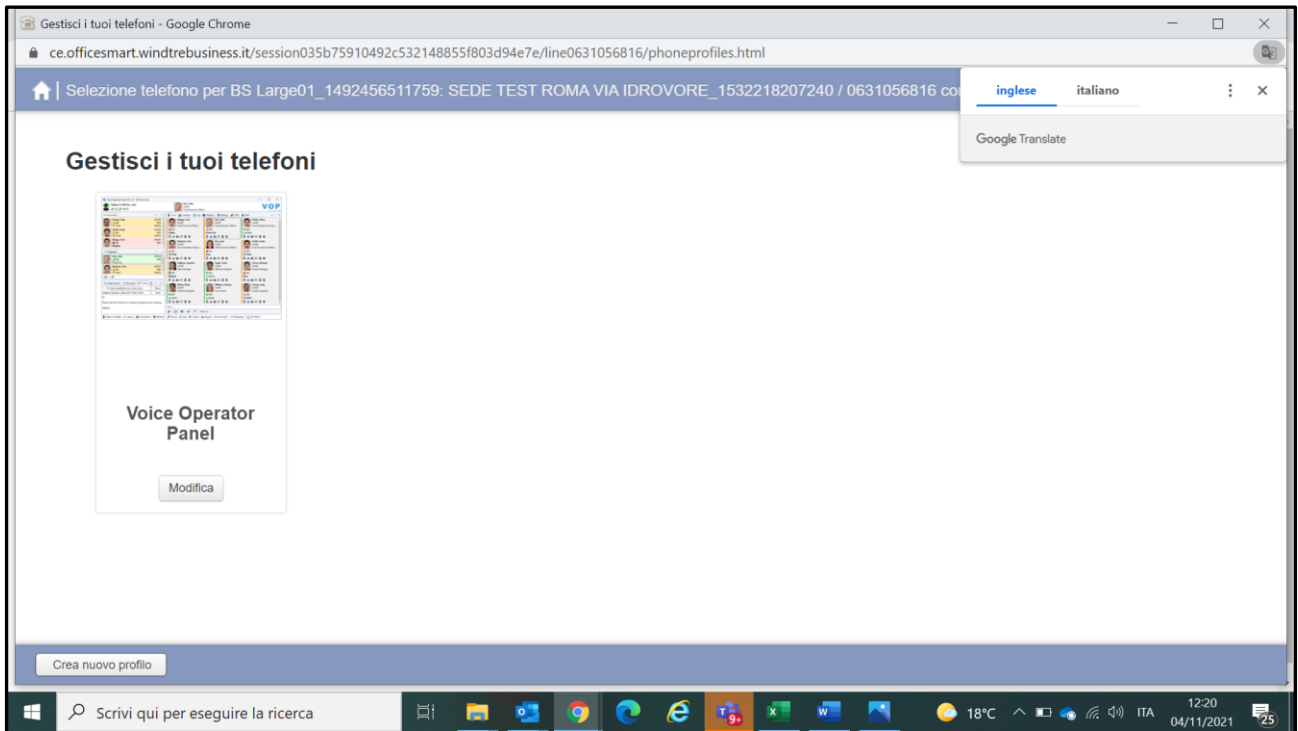 Gestisci i tuoi telefoni - Google Chrome
ce.officesmart.windtrebusiness.it/session035b75910492c532148855f803d94e7e/line0631056816/phoneprofiles.html
Selezione telefono per BS Large01_1492456511759: SEDE TEST ROMA VIA IDROVORE_1532218207240 / 0631056816 co
inglese italiano
Google Translate
Gestisci i tuoi telefoni
VOP
Voice Operator
Panel
Modifica
Crea nuovo profilo
Scrivi qui per eseguire la ricerca
9+
18°C ITA
12:20
04/11/2021
25